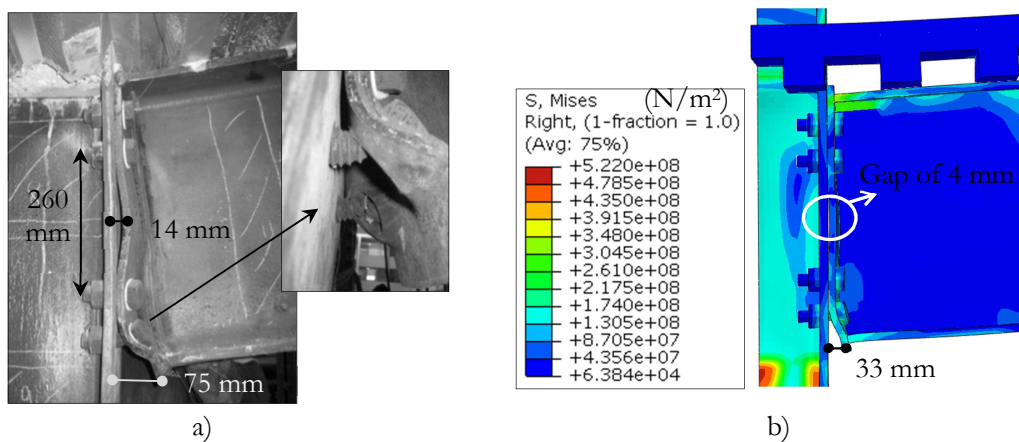 260
mm
14 mm
75 mm
a)
S, Mises (N/m²)
Right, (1-fraction = 1.0)
(Avg: 75%)
+5.220e+08
+4.785e+08
+4.350e+08
+3.915e+08
+3.480e+08
+3.045e+08
+2.610e+08
+2.175e+08
+1.740e+08
+1.305e+08
+8.707e+07
+4.356e+07
+6.384e+04
Gap of 4 mm
33 mm
b)